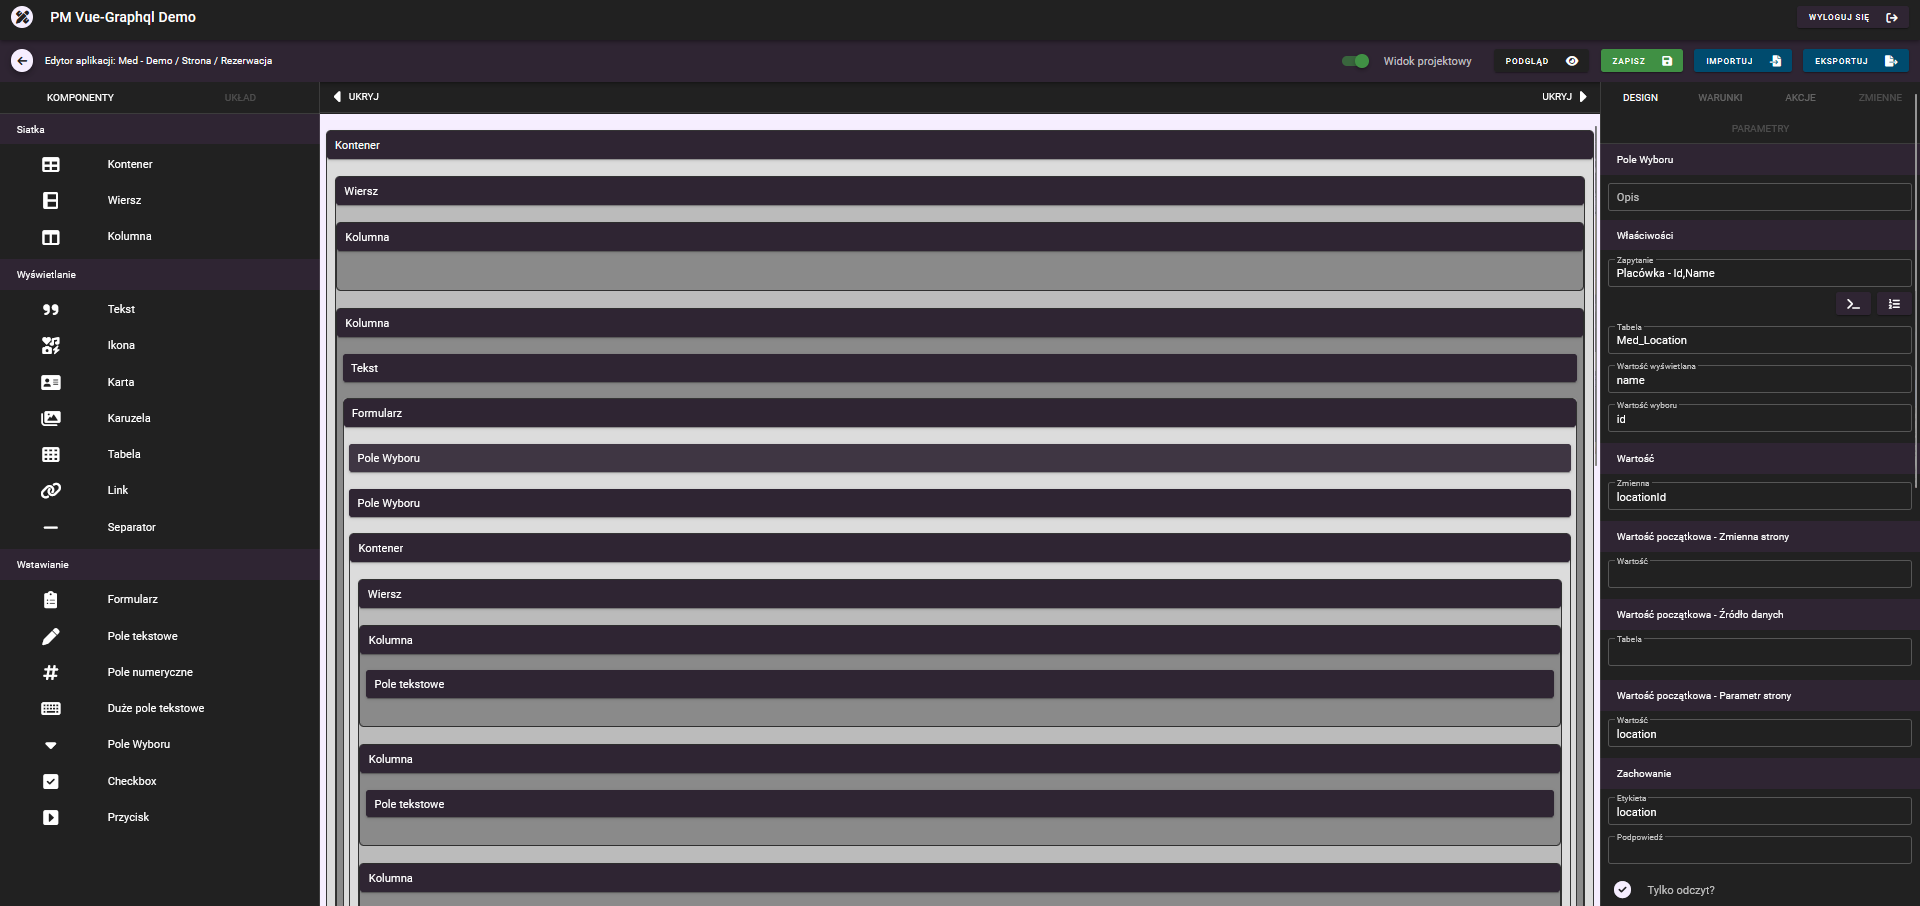 PM Vue-Graphql Demo
WYLOGUJ SIĘ
Edytor aplikacji: Med - Demo / Strona / Rezerwacja
Widok projektowy
PODGLĄD
ZAPISZ
IMPORTUJ
EKSPORTUJ
KOMPONENTY
UKŁAD
Siatka
Kontener
Wiersz
Kolumna
Wyświetlanie
Tekst
Ikona
Karta
Karuzela
Tabela
Link
Separator
Wstawianie
Formularz
Pole tekstowe
Pole numeryczne
Duże pole tekstowe
Pole Wyboru
Checkbox
Przycisk
UKRYJ
UKRYJ
Kontener
Wiersz
Kolumna
Kolumna
Tekst
Formularz
Pole Wyboru
Pole Wyboru
Kontener
Wiersz
Kolumna
Pole tekstowe
Kolumna
Pole tekstowe
Kolumna
DESIGN
WARUNKI
AKCJE
ZMIENNE
PARAMETRY
Pole Wyboru
Opis
Właściwości
Zapytanie
Placówka - Id,Name
Tabela
Med_Location
Wartość wyświetlana
name
Wartość wyboru
id
Wartość
Zmienna
locationId
Wartość początkowa - Zmienna strony
Wartość
Wartość początkowa - Źródło danych
Tabela
Wartość początkowa - Parametr strony
Wartość
location
Zachowanie
Etykieta
location
Podpowiedź
Tylko odczyt?